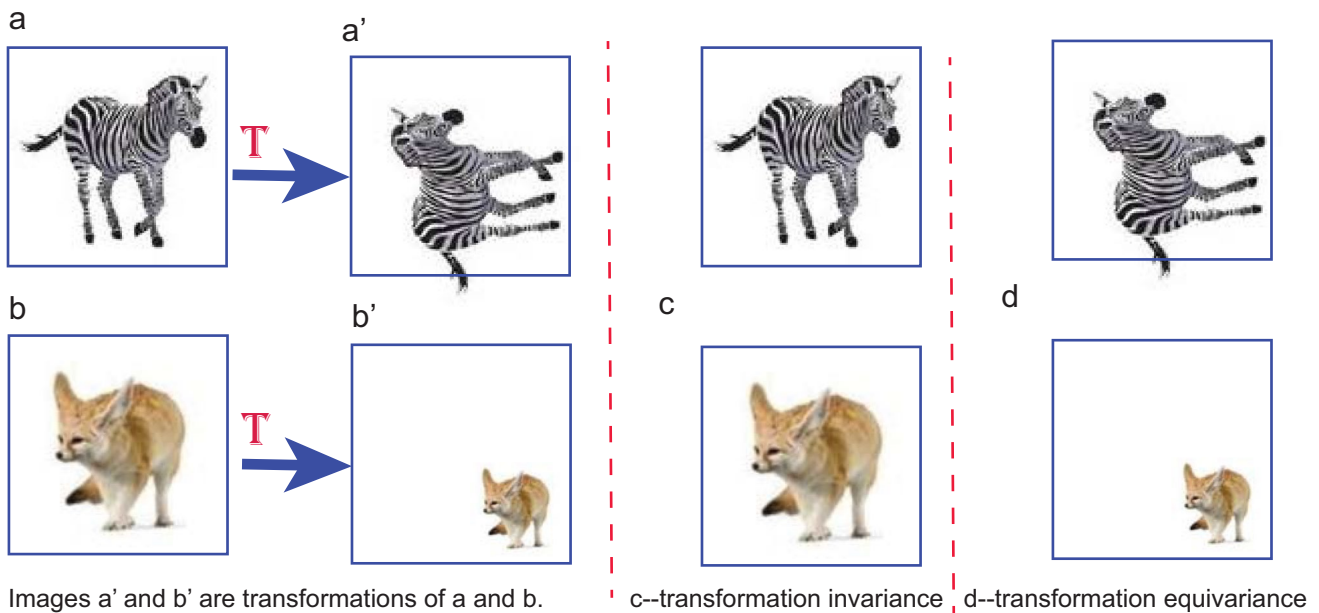 a
a’
T
b
b’
c
d
T
Images a’ and b’ are transformations of a and b.
c--transformation invariance
d--transformation equivariance